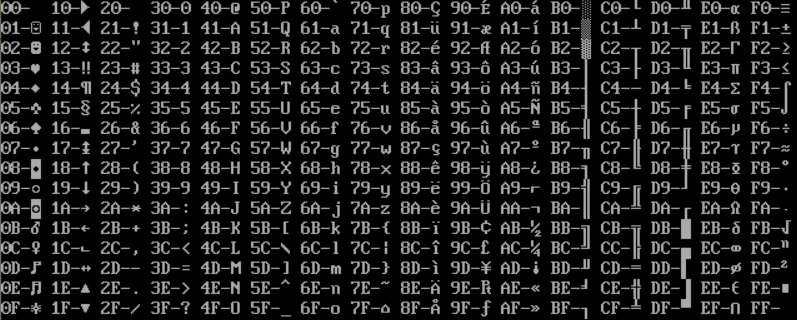 00- 10-► 20- 30-0 40-@ 50-P 60-` 70-p 80-Ç 90-É A0-á B0-░ C0-└ D0-╨ E0-α F0-≡
01-☺ 11-◄ 21-! 31-1 41-A 51-Q 61-a 71-q 81-ü 91-æ A1-í B1-▒ C1-┴ D1-╤ E1-ß F1-±
02-☻ 12-↕ 22-" 32-2 42-B 52-R 62-b 72-r 82-é 92-Æ A2-ó B2-▓ C2-┬ D2-╥ E2-Γ F2-≥
03-♥ 13-‼ 23-# 33-3 43-C 53-S 63-c 73-s 83-â 93-ô A3-ú B3-│ C3-├ D3-╙ E3-π F3-≤
04-♦ 14-¶ 24-$ 34-4 44-D 54-T 64-d 74-t 84-ä 94-ö A4-ñ B4-┤ C4-─ D4-╘ E4-Σ F4-⌠
05-♣ 15-§ 25-% 35-5 45-E 55-U 65-e 75-u 85-à 95-ò A5-Ñ B5-╡ C5-┼ D5-╒ E5-σ F5-⌡
06-♠ 16-▬ 26-& 36-6 46-F 56-V 66-f 76-v 86-å 96-û A6-ª B6-╢ C6-╞ D6-╓ E6-µ F6-÷
07-• 17-↨ 27-' 37-7 47-G 57-W 67-g 77-w 87-ç 97-ù A7-º B7-╖ C7-╟ D7-╫ E7-τ F7-≈
08-◘ 18-↑ 28-( 38-8 48-H 58-X 68-h 78-x 88-ê 98-ÿ A8-¿ B8-╕ C8-╚ D8-╪ E8-Φ F8-°
09-○ 19-↓ 29-) 39-9 49-I 59-Y 69-i 79-y 89-ë 99-Ö A9-⌐ B9-╣ C9-╔ D9-┘ E9-Θ F9-∙
0A-◙ 1A-→ 2A-* 3A-: 4A-J 5A-Z 6A-j 7A-z 8A-è 9A-Ü AA-¬ BA-║ CA-╩ DA-┌ EA-Ω FA-·
0B-♂ 1B-← 2B-+ 3B-; 4B-K 5B-[ 6B-k 7B-{ 8B-ï 9B-¢ AB-½ BB-╗ CB-╦ DB-█ EB-δ FB-√
0C-♀ 1C-∟ 2C-, 3C-< 4C-L 5C-\ 6C-l 7C-| 8C-î 9C-£ AC-¼ BC-╝ CC-╠ DC-▄ EC-∞ FC-ⁿ
0D-♪ 1D-↔ 2D-- 3D-= 4D-M 5D-] 6D-m 7D-} 8D-ì 9D-¥ AD-¡ BD-╜ CD-═ DD-▌ ED-φ FD-²
0E-♫ 1E-▲ 2E-. 3E-> 4E-N 5E-^ 6E-n 7E-~ 8E-Ä 9E-₧ AE-« BE-╛ CE-╬ DE-▐ EE-ε FE-■
0F-☼ 1F-▼ 2F-/ 3F-? 4F-O 5F-_ 6F-o 7F-⌂ 8F-Å 9F-ƒ AF-» BF-┐ CF-╧ DF-▀ EF-∩ FF-